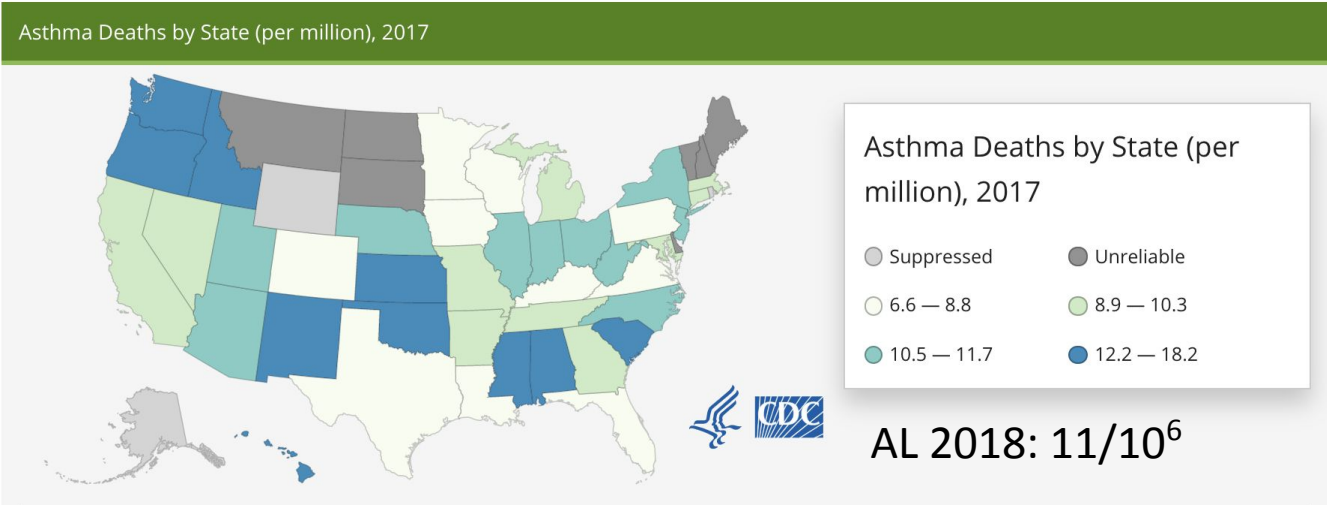 Asthma Deaths by State (per million), 2017
Asthma Deaths by State (per
million), 2017
Suppressed
Unreliable
6.6 — 8.8
8.9 — 10.3
10.5 — 11.7
12.2 — 18.2
CDC
AL 2018: 11/10⁶